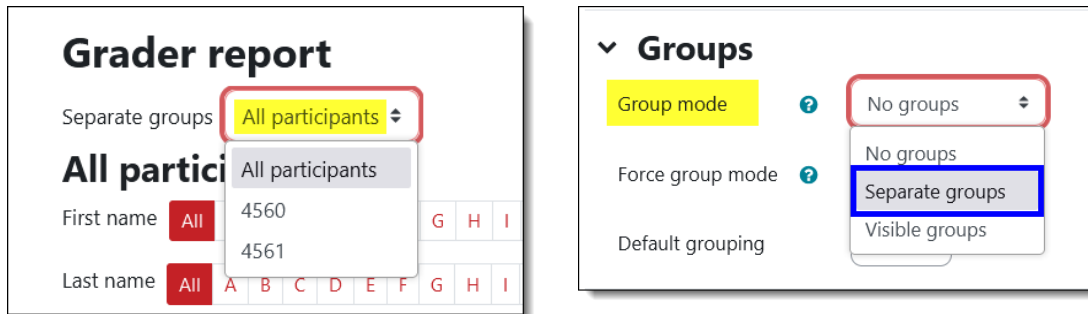 Grader report
Separate groups All participants
All partici
All participants
First name All G H I
4560
4561
Last name All A B C D E F G H I
Groups
Group mode ? No groups
No groups
Force group mode ? Separate groups
Visible groups
Default grouping